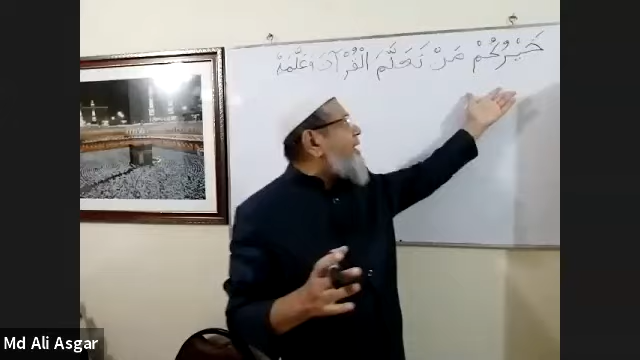 خَيْرُكُمْ مَنْ تَعَلَّمَ الْقُرْآنَ وَعَلَّمَهُ
Md Ali Asgar